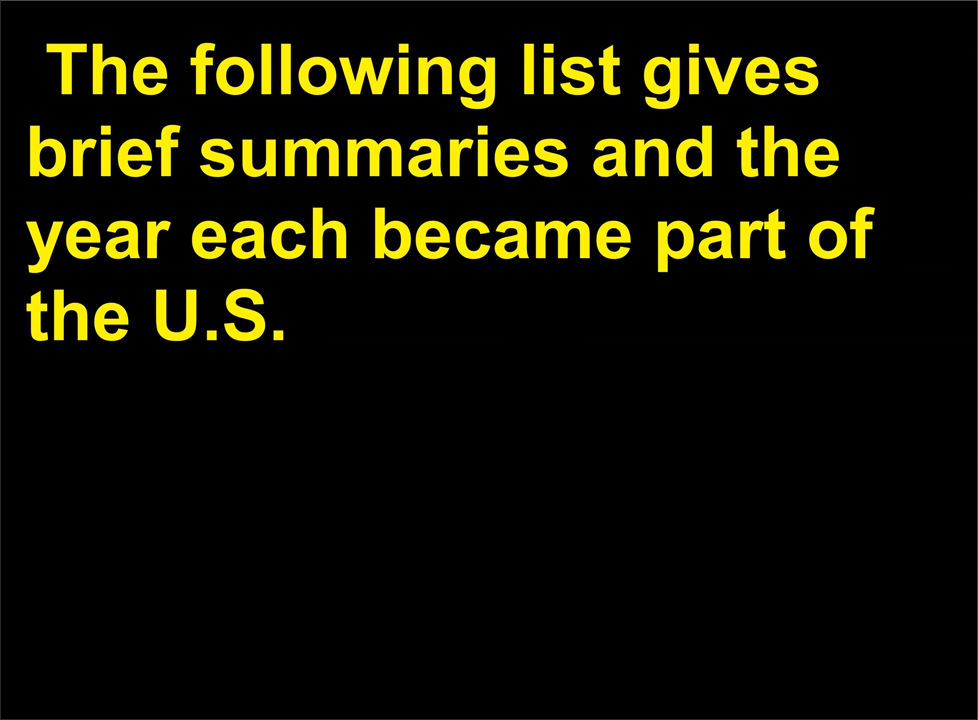 The following list gives
brief summaries and the
year each became part of
the U.S.